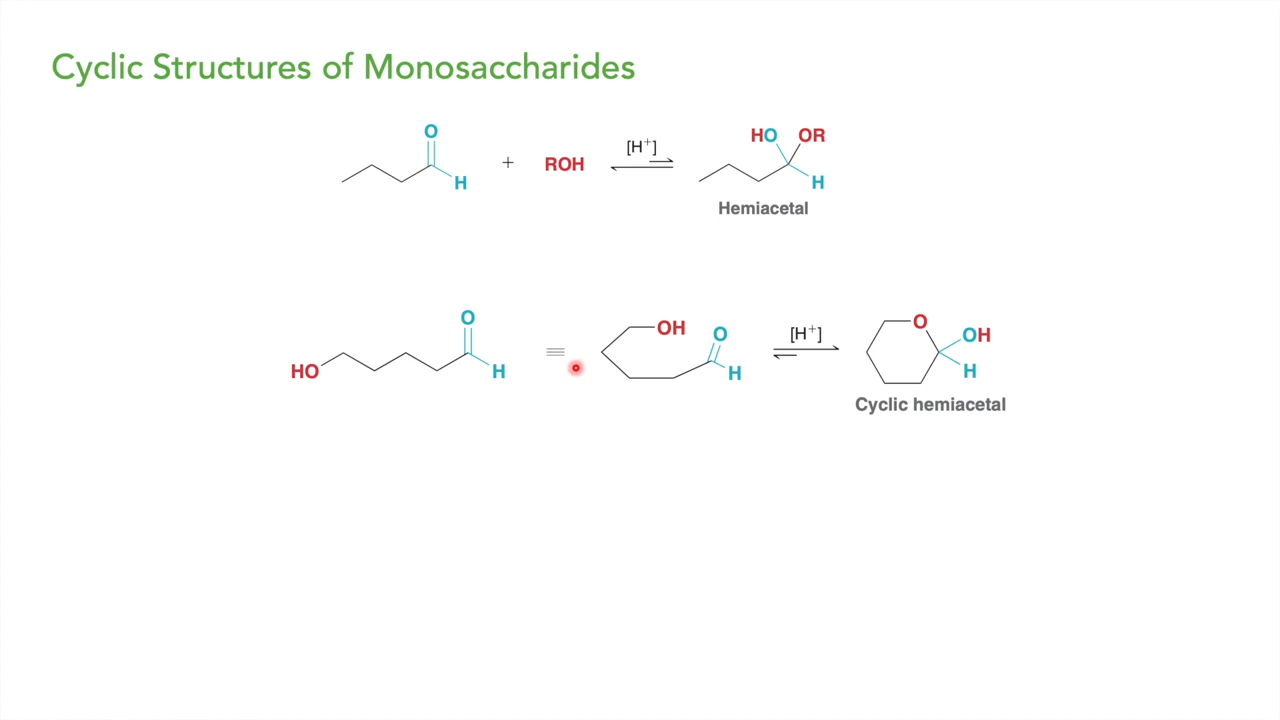 Cyclic Structures of Monosaccharides
O
H
+
ROH
[H⁺]
HO OR
H
Hemiacetal
HO
O
H
≡
OH
O
H
[H⁺]
O
OH
H
Cyclic hemiacetal